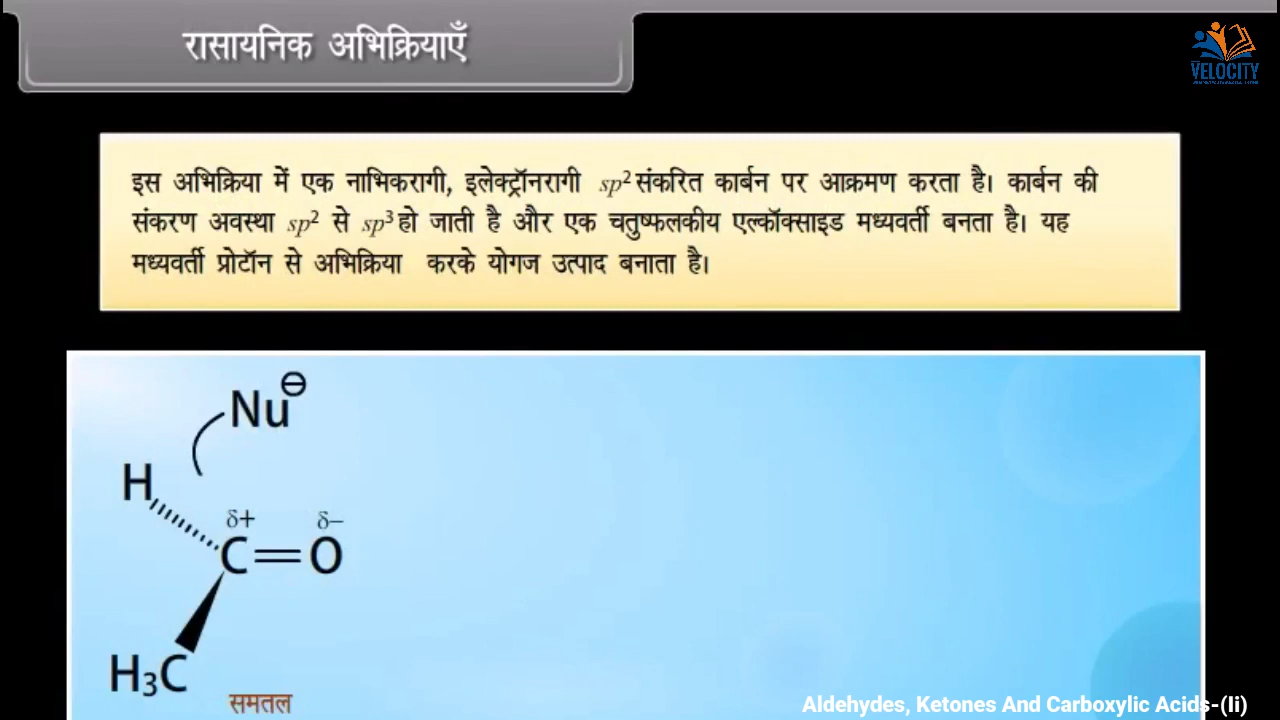 रासायनिक अभिक्रियाएँ
VELOCITY
इस अभिक्रिया में एक नाभिकरागी, इलेक्ट्रॉनरागी sp² संकरित कार्बन पर आक्रमण करता है। कार्बन की
संकरण अवस्था sp² से sp³ हो जाती है और एक चतुष्फलकीय एल्कॉक्साइड मध्यवर्ती बनता है। यह
मध्यवर्ती प्रोटॉन से अभिक्रिया करके योगज उत्पाद बनाता है।
Nu⊖
H
δ+ δ−
C=O
H₃C
समतल
Aldehydes, Ketones And Carboxylic Acids-(Ii)